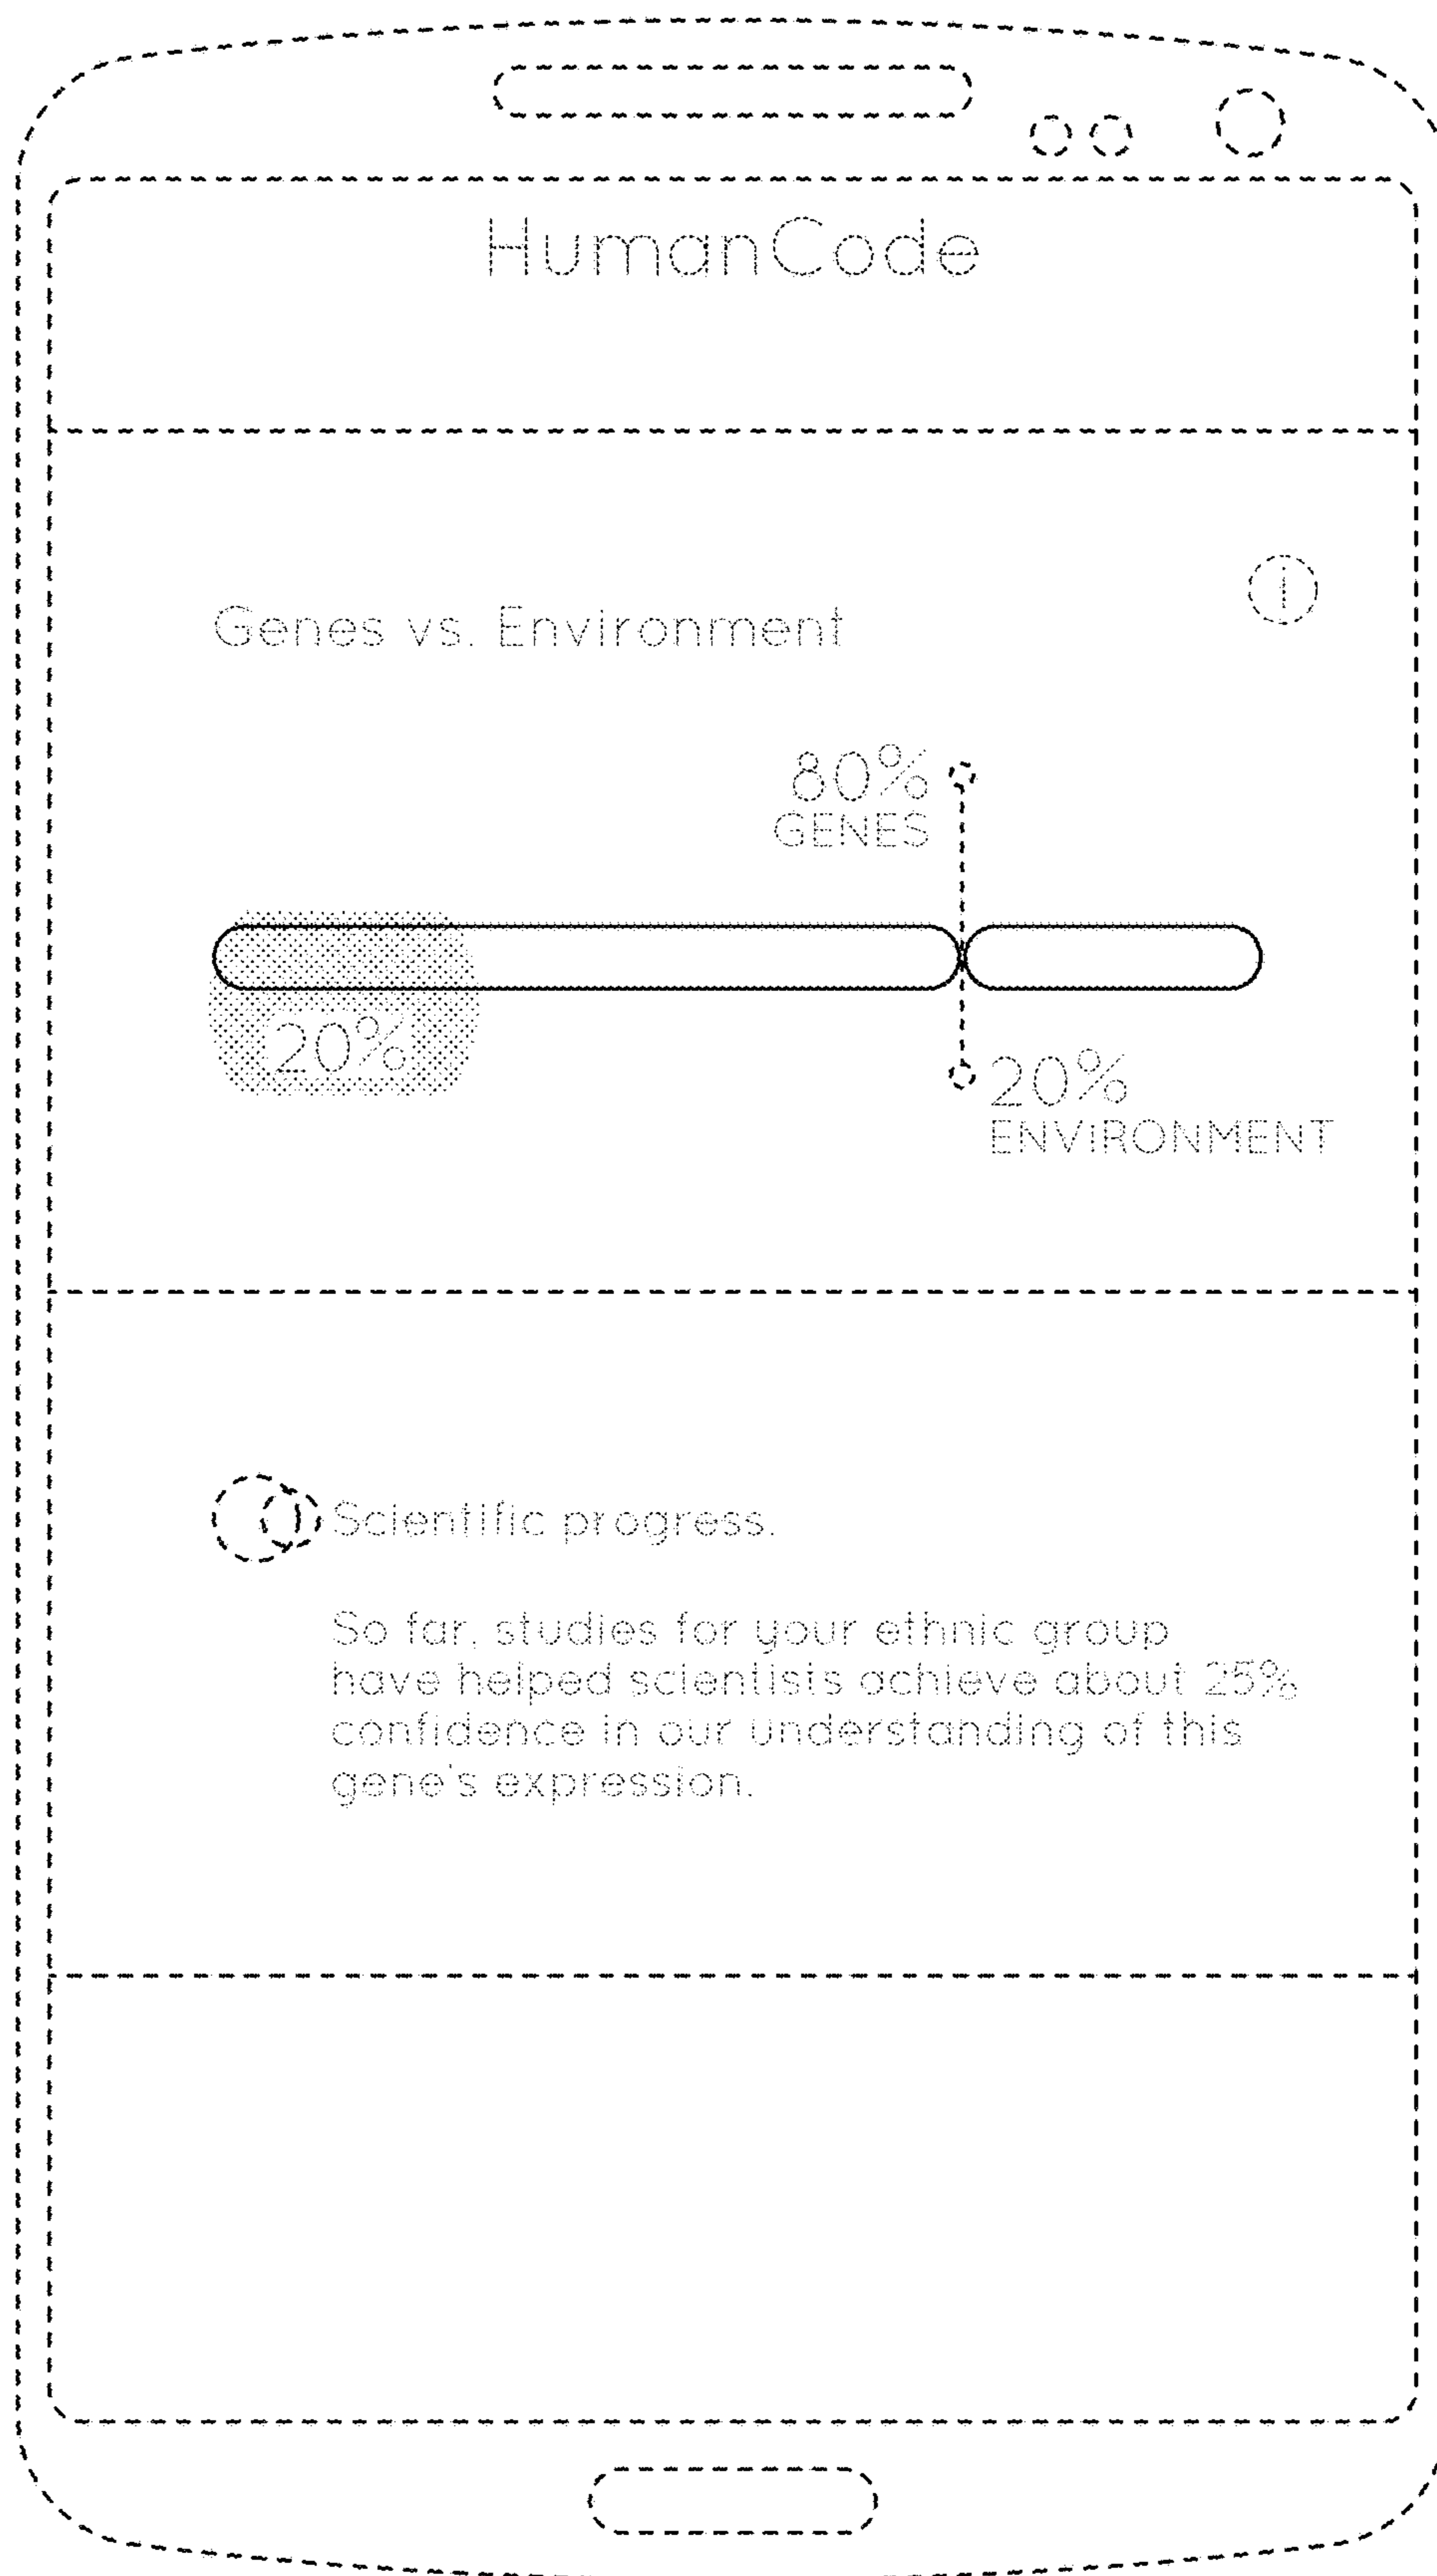 HumanCode
Genes vs. Environment
i
80%
GENES
20%
20%
ENVIRONMENT
Scientific progress.
So far, studies for your ethnic group
have helped scientists achieve about 25%
confidence in our understanding of this
gene's expression.